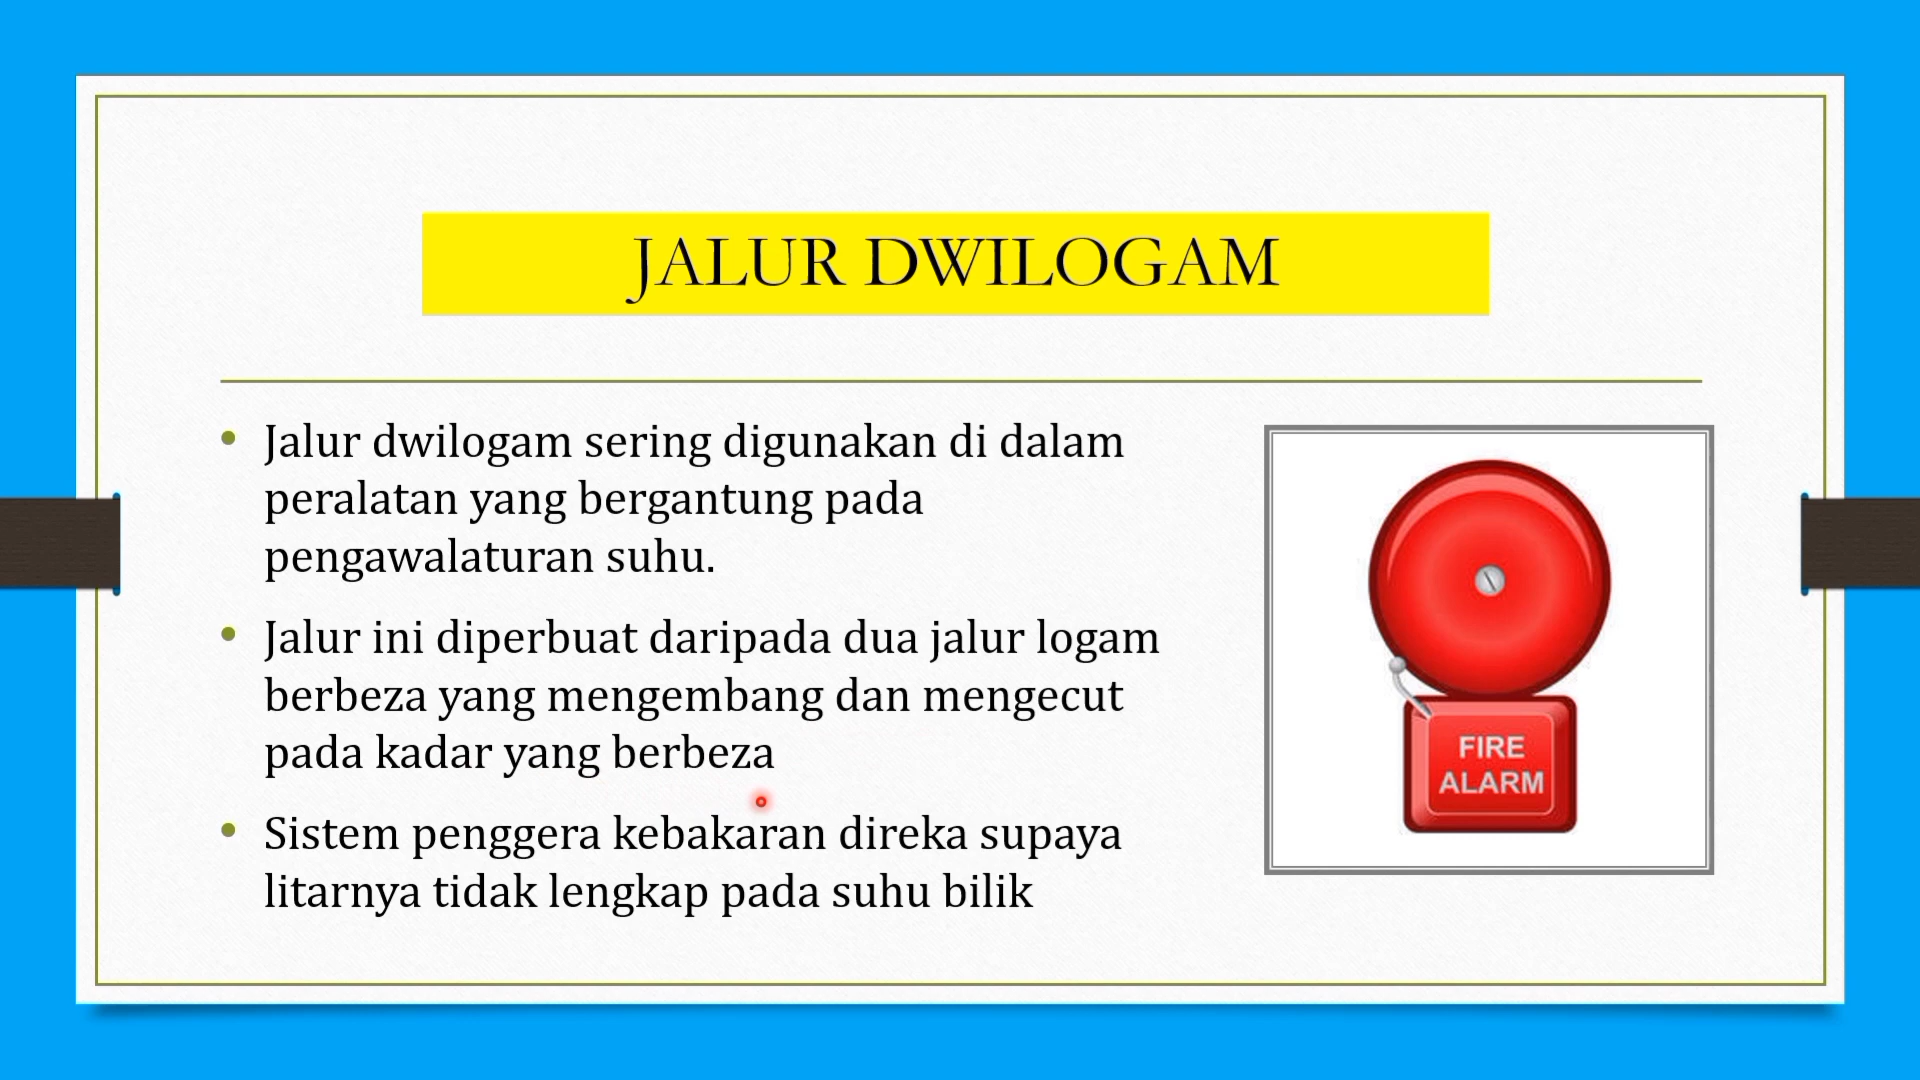 JALUR DWILOGAM
• Jalur dwilogam sering digunakan di dalam
peralatan yang bergantung pada
pengawalaturan suhu.
• Jalur ini diperbuat daripada dua jalur logam
berbeza yang mengembang dan mengecut
pada kadar yang berbeza
• Sistem penggera kebakaran direka supaya
litarnya tidak lengkap pada suhu bilik
FIRE
ALARM